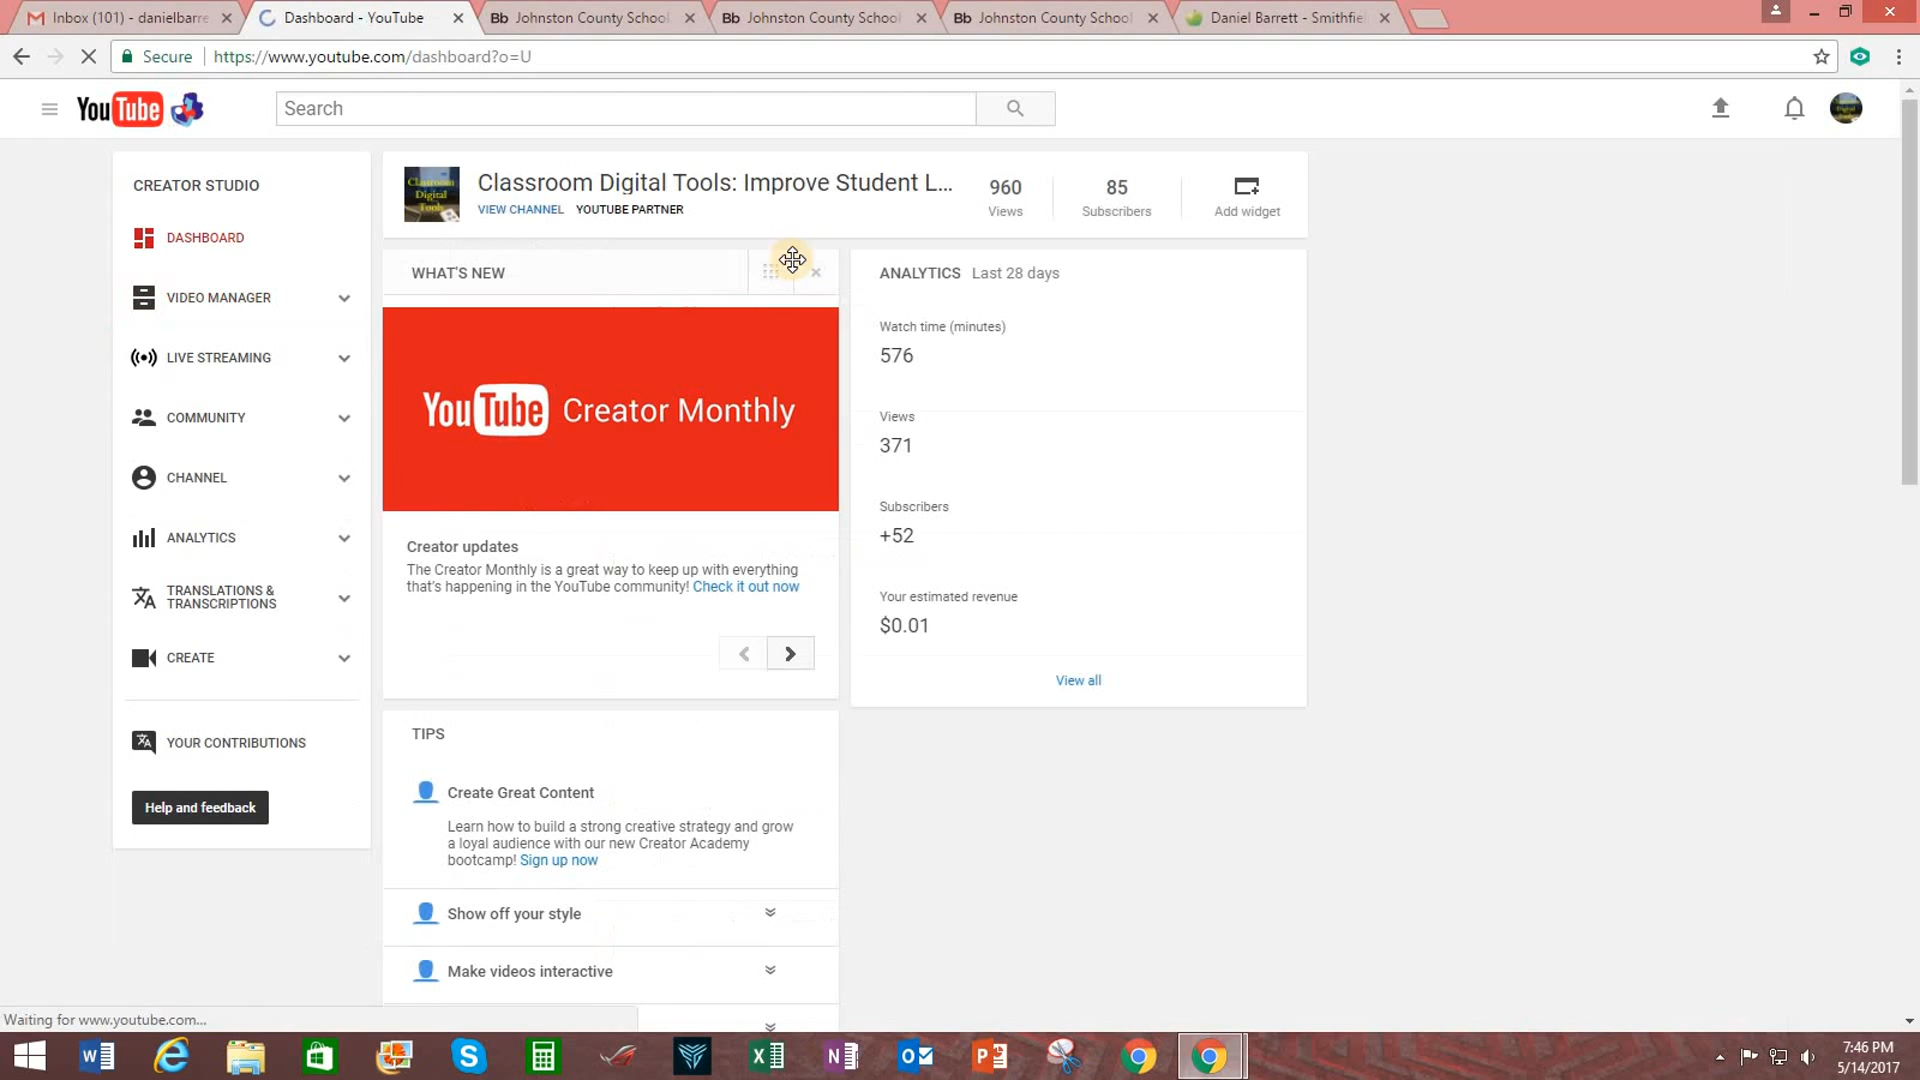 Inbox (101) - danielbarre
Dashboard - YouTube
Bb Johnston County School
Bb Johnston County School
Bb Johnston County School
Daniel Barrett - Smithfie
Secure
https://www.youtube.com/dashboard?o=U
YouTube
Search
CREATOR STUDIO
DASHBOARD
VIDEO MANAGER
LIVE STREAMING
COMMUNITY
CHANNEL
ANALYTICS
TRANSLATIONS &
TRANSCRIPTIONS
CREATE
YOUR CONTRIBUTIONS
Help and feedback
Classroom
Digital
Tools
Classroom Digital Tools: Improve Student L...
VIEW CHANNEL YOUTUBE PARTNER
960
Views
85
Subscribers
Add widget
WHAT'S NEW
YouTube Creator Monthly
Creator updates
The Creator Monthly is a great way to keep up with everything
that's happening in the YouTube community! Check it out now
ANALYTICS Last 28 days
Watch time (minutes)
576
Views
371
Subscribers
+52
Your estimated revenue
$0.01
View all
TIPS
Create Great Content
Learn how to build a strong creative strategy and grow
a loyal audience with our new Creator Academy
bootcamp! Sign up now
Show off your style
Make videos interactive
Waiting for www.youtube.com...
7:46 PM
5/14/2017